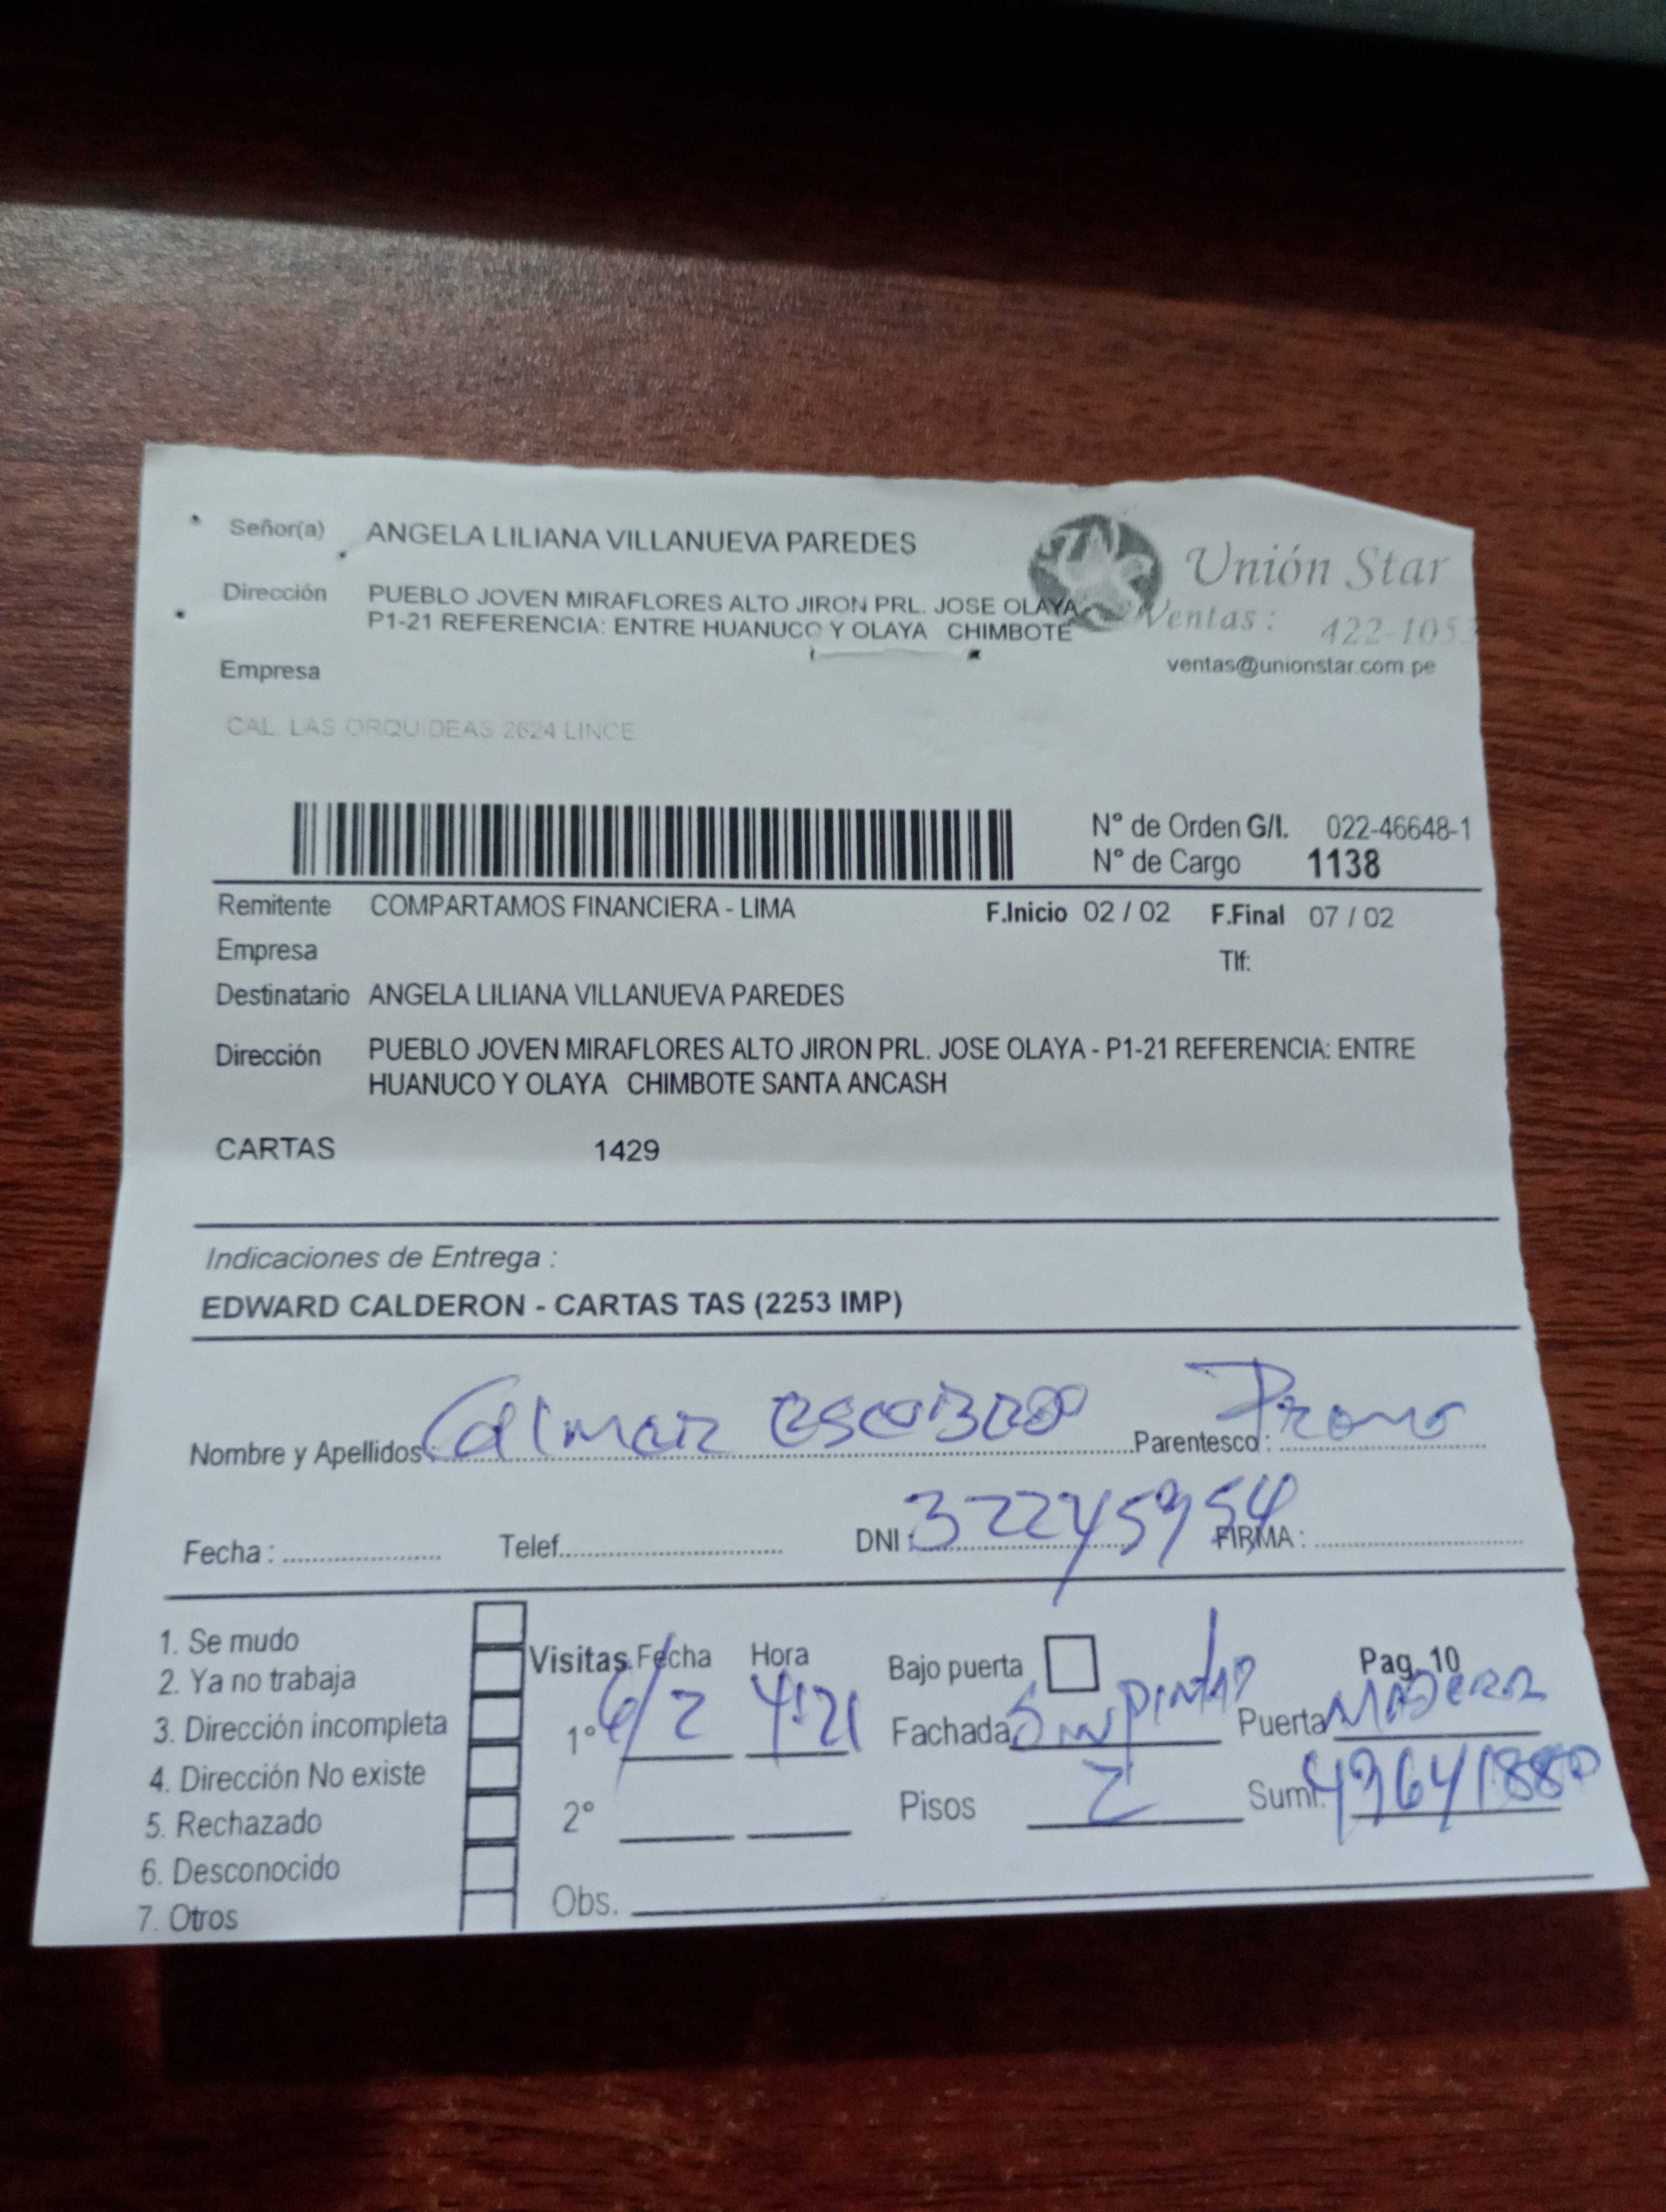 Señor(a) ANGELA LILIANA VILLANUEVA PAREDES
Unión Star
Dirección PUEBLO JOVEN MIRAFLORES ALTO JIRON PRL. JOSE OLAYA
P1-21 REFERENCIA: ENTRE HUANUCO Y OLAYA CHIMBOTE
Ventas: 422-1053
ventas@unionstar.com.pe
Empresa
CAL. LAS ORQUIDEAS 2624 LINCE
N° de Orden G/I. 022-46648-1
N° de Cargo 1138
Remitente COMPARTAMOS FINANCIERA - LIMA F.Inicio 02 / 02 F.Final 07 / 02
Empresa Tlf:
Destinatario ANGELA LILIANA VILLANUEVA PAREDES
Dirección PUEBLO JOVEN MIRAFLORES ALTO JIRON PRL. JOSE OLAYA - P1-21 REFERENCIA: ENTRE
HUANUCO Y OLAYA CHIMBOTE SANTA ANCASH
CARTAS 1429
Indicaciones de Entrega :
EDWARD CALDERON - CARTAS TAS (2253 IMP)
Nombre y Apellidos: Parentesco :
Fecha : Telef. DNI : 32245954 FIRMA :
1. Se mudo
2. Ya no trabaja
3. Dirección incompleta
4. Dirección No existe
5. Rechazado
6. Desconocido
7. Otros
Visitas Fecha Hora Bajo puerta Pag. 10
1° 6/2 4:21 Fachada Sin pintar Puerta MADERA
2° Pisos 2 Sumi.
Obs.